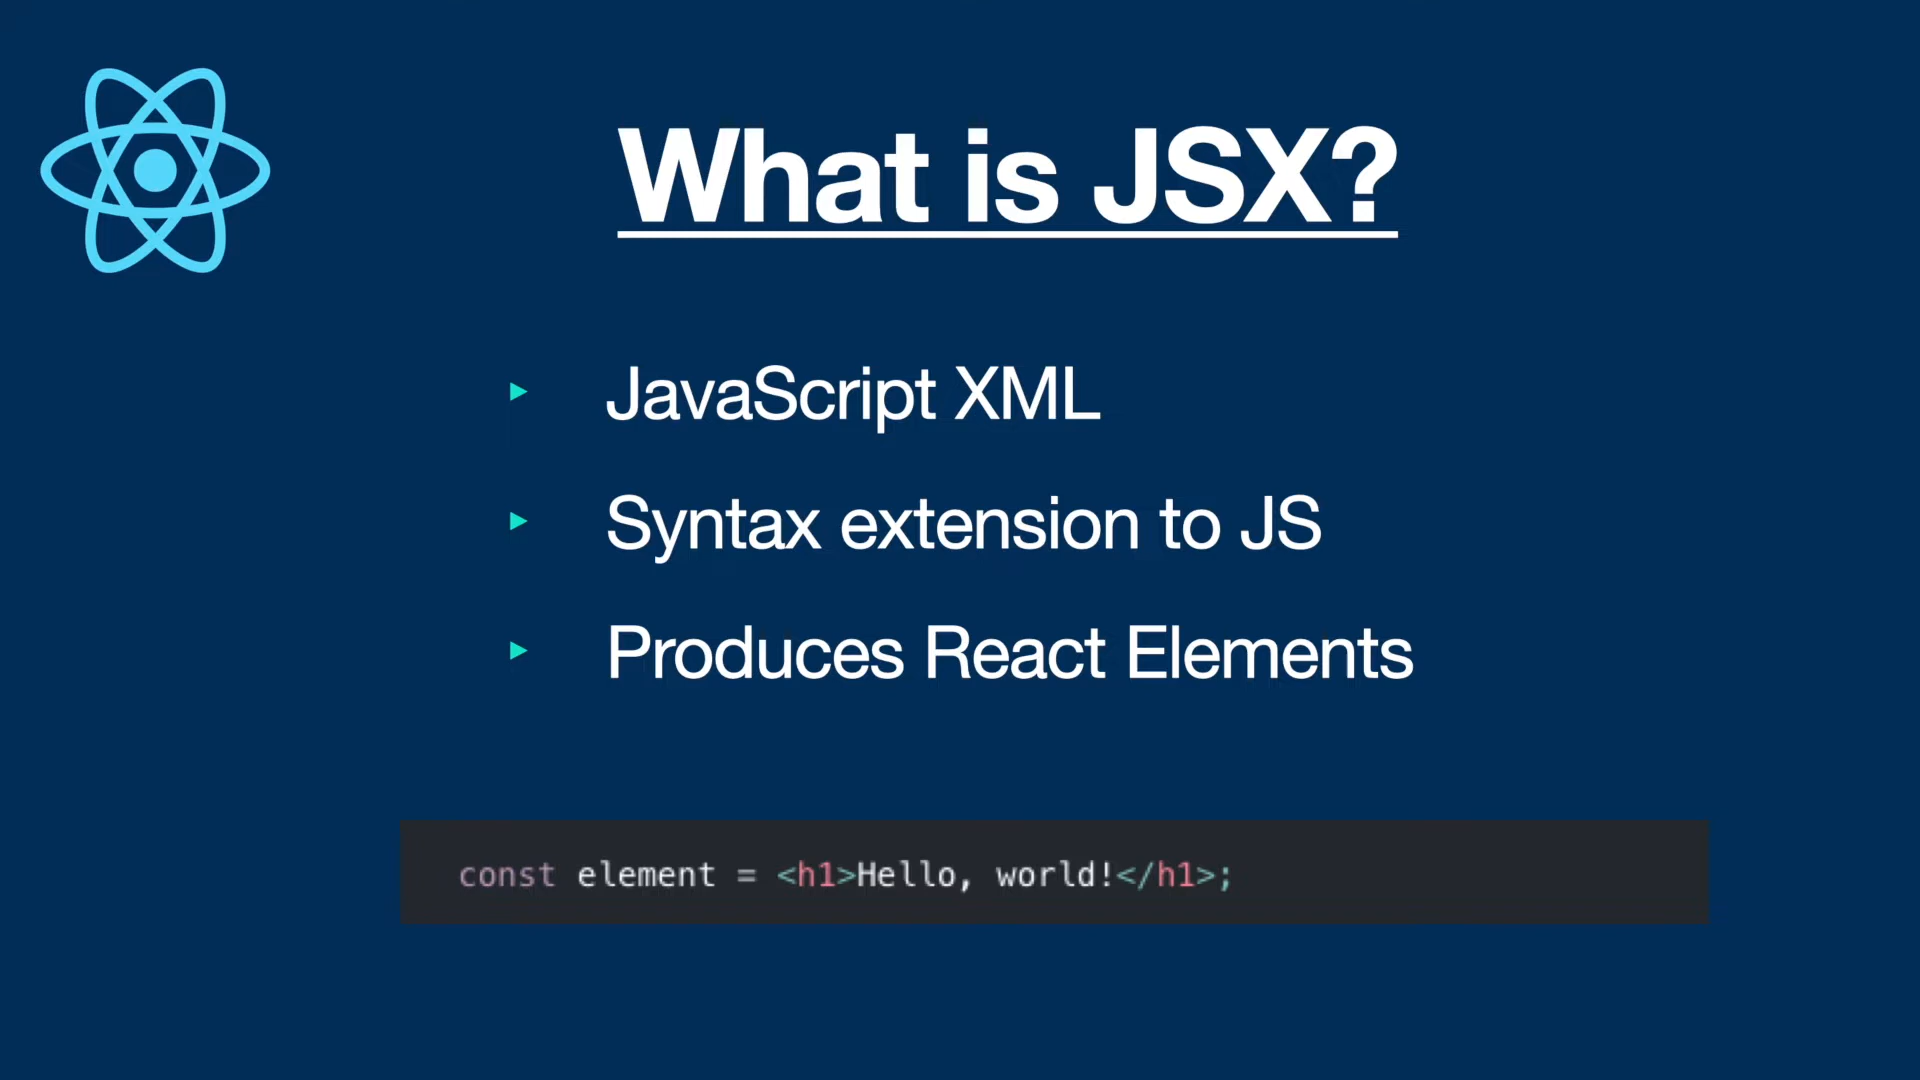 What is JSX?
JavaScript XML
Syntax extension to JS
Produces React Elements
const element = <h1>Hello, world!</h1>;